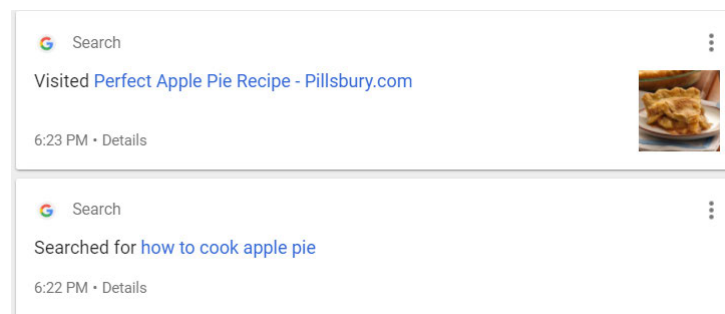 Search
Visited Perfect Apple Pie Recipe - Pillsbury.com
6:23 PM • Details
Search
Searched for how to cook apple pie
6:22 PM • Details